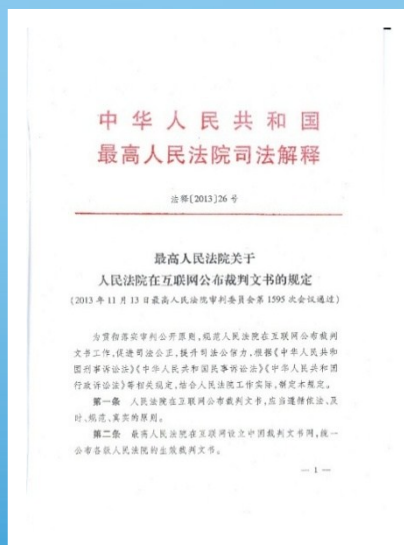 中华人民共和国
最高人民法院司法解释
法释〔2013〕26号
最高人民法院关于
人民法院在互联网公布裁判文书的规定
(2013年11月13日最高人民法院审判委员会第1595次会议通过)
为贯彻落实审判公开原则,规范人民法院在互联网公布裁判
文书工作,促进司法公正,提升司法公信力,根据《中华人民共和
国刑事诉讼法》《中华人民共和国民事诉讼法》《中华人民共和国
行政诉讼法》等相关规定,结合人民法院工作实际,制定本规定。
第一条 人民法院在互联网公布裁判文书,应当遵循依法、及
时、规范、真实的原则。
第二条 最高人民法院在互联网设立中国裁判文书网,统一
公布各级人民法院的生效裁判文书。
— 1 —